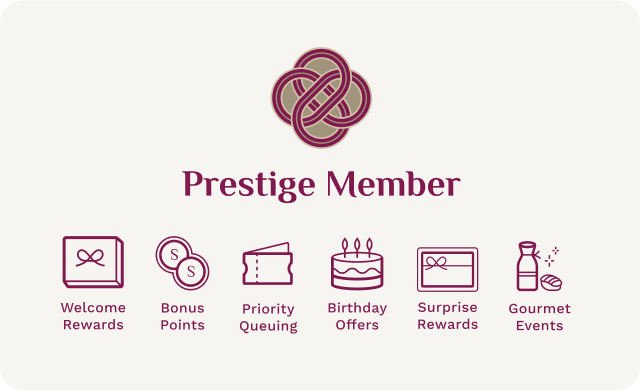 Prestige Member
S
S
Welcome
Rewards
Bonus
Points
Priority
Queuing
Birthday
Offers
Surprise
Rewards
Gourmet
Events